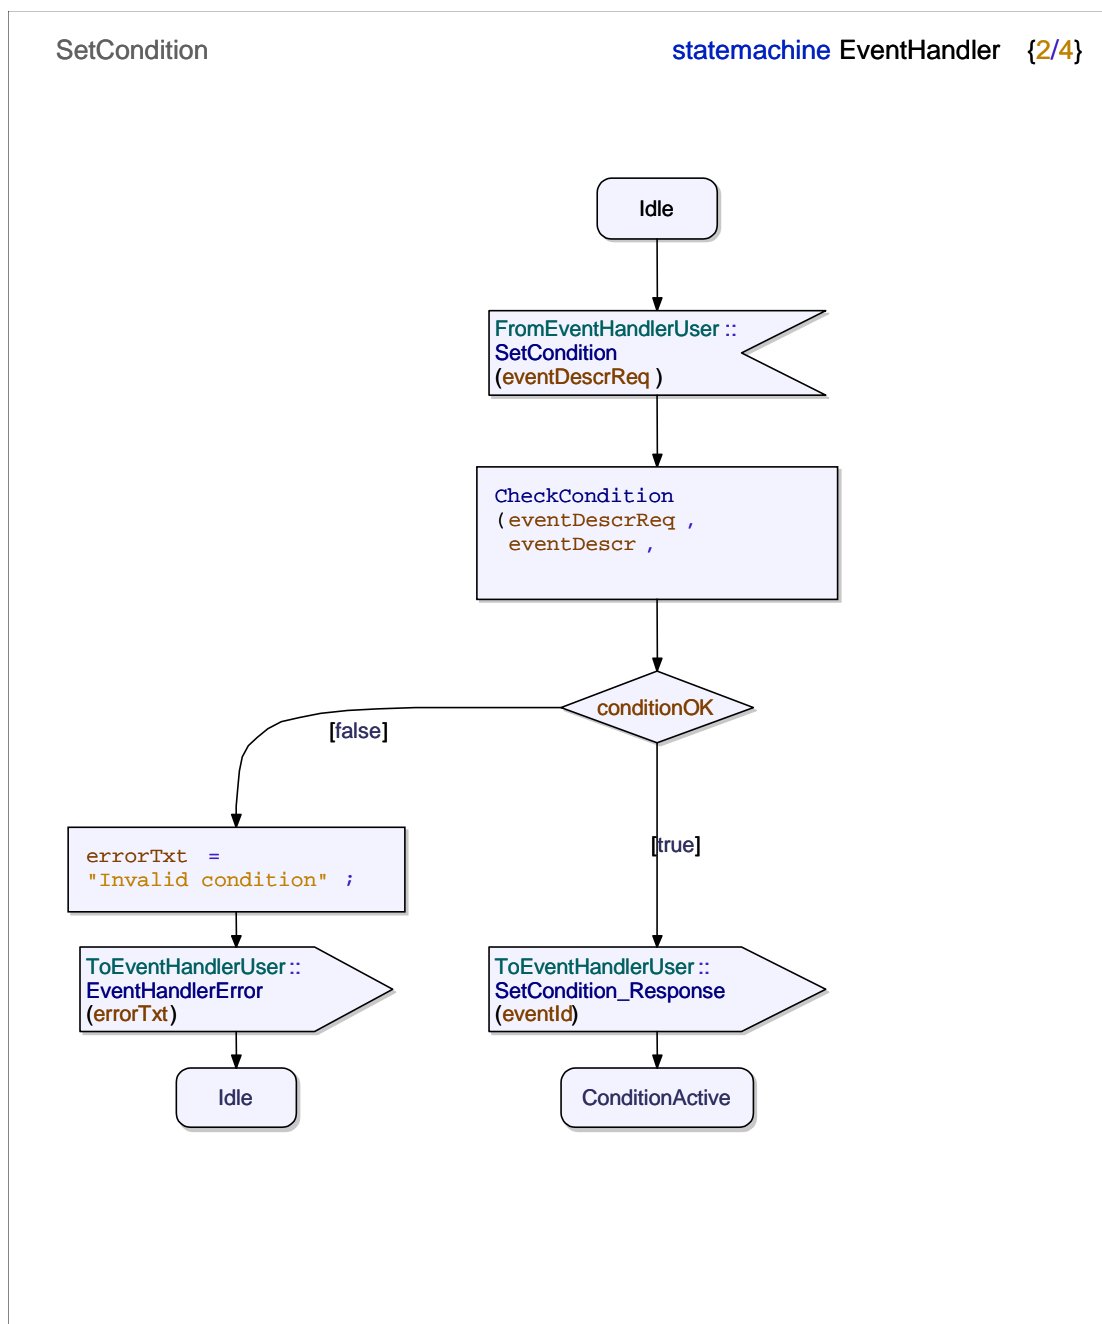 SetCondition
statemachine EventHandler {2/4}
Idle
FromEventHandlerUser ::
SetCondition
(eventDescrReq )
CheckCondition
(eventDescrReq ,
eventDescr ,
conditionOK
[false]
[true]
errorTxt =
"Invalid condition" ;
ToEventHandlerUser ::
EventHandlerError
(errorTxt)
ToEventHandlerUser ::
SetCondition_Response
(eventId)
Idle
ConditionActive